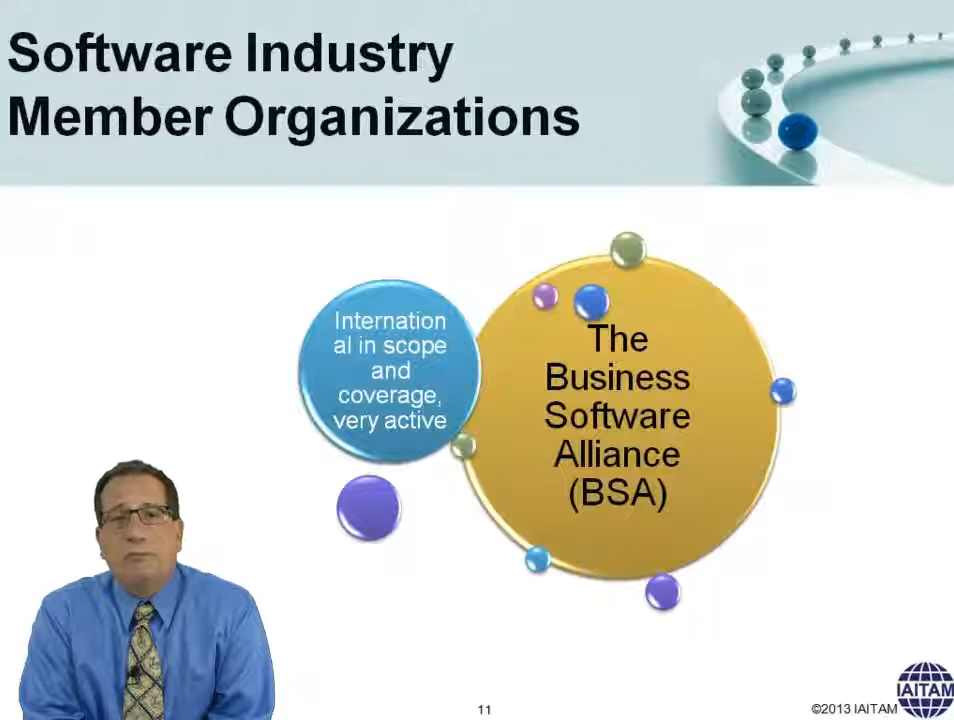 Software Industry
Member Organizations
Internation
al in scope
and
coverage,
very active
The
Business
Software
Alliance
(BSA)
IAITAM
11
©2013 IAITAM